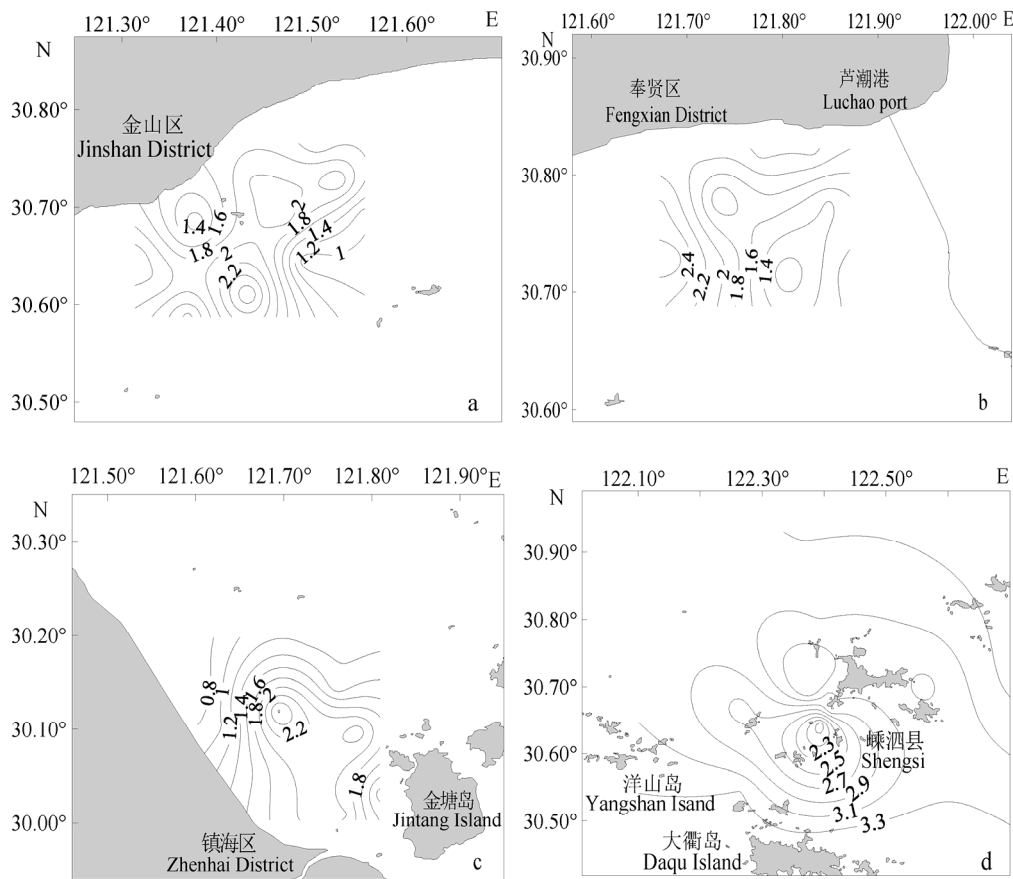 121.30° 121.40° 121.50° 121.60° E
N
30.80°
30.70°
30.60°
30.50°
金山区
Jinshan District
1.4
1.6
1.8
2
2.2
2
1.8
1.4
1.2
1
a
121.60° 121.70° 121.80° 121.90° 122.00° E
N
30.90°
30.80°
30.70°
30.60°
奉贤区
Fengxian District
芦潮港
Luchao port
2.4
2.2
2
1.8
1.6
1.4
b
121.50° 121.60° 121.70° 121.80° 121.90° E
N
30.30°
30.20°
30.10°
30.00°
0.8
1
1.2
1.4
1.6
1.8
2
2.2
1.8
金塘岛
Jintang Island
镇海区
Zhenhai District
c
122.10° 122.30° 122.50° E
N
30.90°
30.80°
30.70°
30.60°
30.50°
嵊泗县
Shengsi
2.3
2.5
2.7
2.9
3.1
3.3
洋山岛
Yangshan Isand
大衢岛
Daqu Island
d